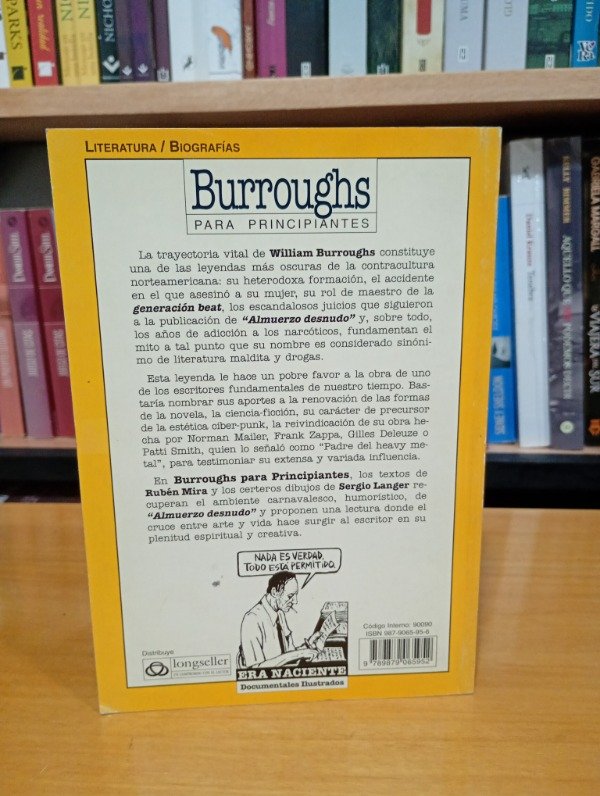 PARKS
NICHO
LITERATURA / BIOGRAFÍAS
Burroughs
PARA PRINCIPIANTES
La trayectoria vital de William Burroughs constituye
una de las leyendas más oscuras de la contracultura
norteamericana: su heterodoxa formación, el accidente
en el que asesinó a su mujer, su rol de maestro de la
generación beat, los escandalosos juicios que siguieron
a la publicación de "Almuerzo desnudo" y, sobre todo,
los años de adicción a los narcóticos, fundamentan el
mito a tal punto que su nombre es considerado sinóni-
mo de literatura maldita y drogas.
Esta leyenda le hace un pobre favor a la obra de uno
de los escritores fundamentales de nuestro tiempo. Bas-
taría nombrar sus aportes a la renovación de las formas
de la novela, la ciencia-ficción, su carácter de precursor
de la estética ciber-punk, la reivindicación de su obra he-
cha por Norman Mailer, Frank Zappa, Gilles Deleuze o
Patti Smith, quien lo señaló como "Padre del heavy me-
tal", para testimoniar su extensa y variada influencia.
En Burroughs para Principiantes, los textos de
Rubén Mira y los certeros dibujos de Sergio Langer re-
cuperan el ambiente carnavalesco, humorístico, de
"Almuerzo desnudo" y proponen una lectura donde el
cruce entre arte y vida hace surgir al escritor en su
plenitud espiritual y creativa.
NADA ES VERDAD.
TODO ESTÁ PERMITIDO.
Distribuye
longseller
ERA NACIENTE
Documentales Ilustrados
Código Interno: 90090
ISBN 987-9065-95-8
9 789879 065952